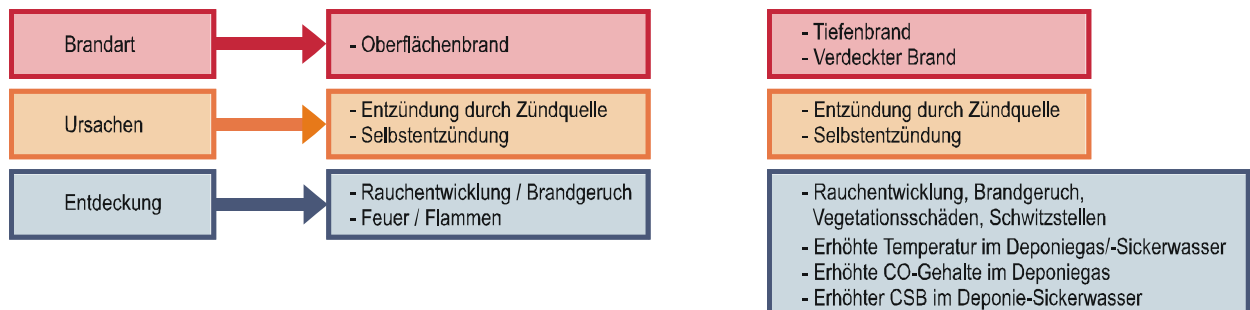 Brandart
- Oberflächenbrand
- Tiefenbrand
- Verdeckter Brand
Ursachen
- Entzündung durch Zündquelle
- Selbstentzündung
- Entzündung durch Zündquelle
- Selbstentzündung
Entdeckung
- Rauchentwicklung / Brandgeruch
- Feuer / Flammen
- Rauchentwicklung, Brandgeruch,
Vegetationsschäden, Schwitzstellen
- Erhöhte Temperatur im Deponiegas/-Sickerwasser
- Erhöhte CO-Gehalte im Deponiegas
- Erhöhter CSB im Deponie-Sickerwasser